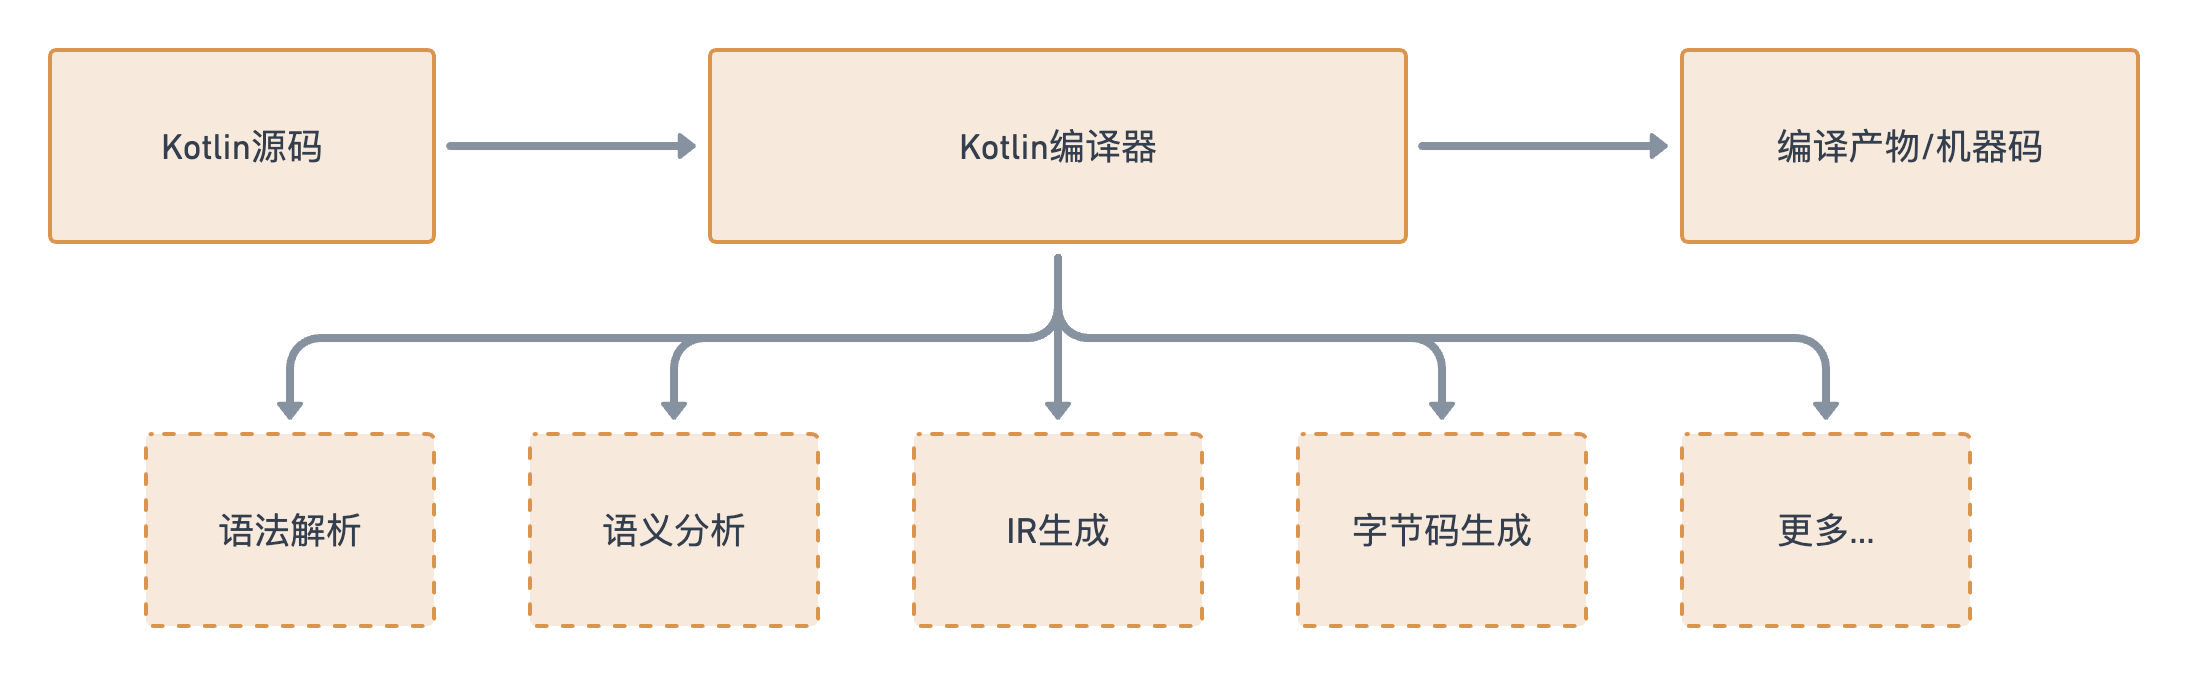 Kotlin源码
Kotlin编译器
编译产物/机器码
语法解析
语义分析
IR生成
字节码生成
更多...